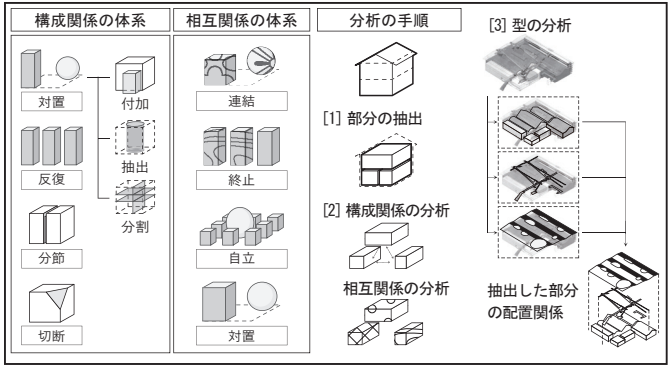 構成関係の体系
対置
付加
抽出
反復
分割
分節
切断
相互関係の体系
連結
終止
自立
対置
分析の手順
[1] 部分の抽出
[2] 構成関係の分析
相互関係の分析
[3] 型の分析
抽出した部分
の配置関係